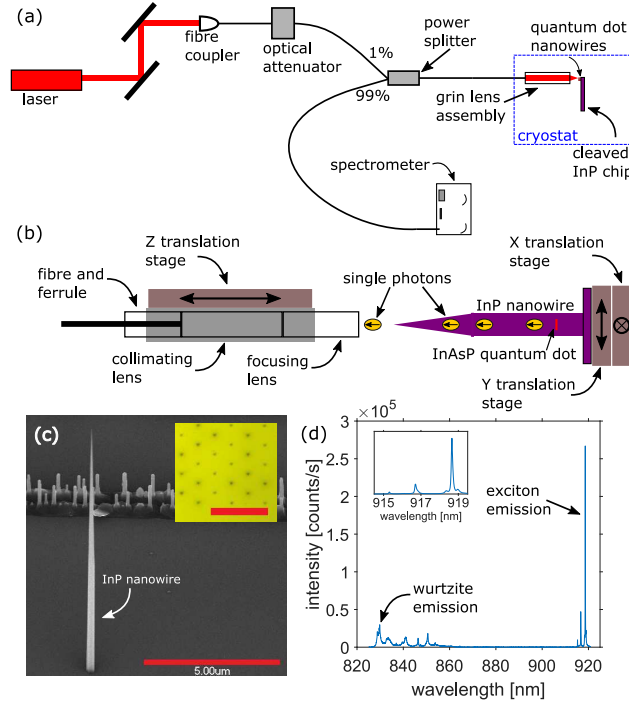 (a)
fibre
coupler
optical
attenuator
1%
99%
power
splitter
quantum dot
nanowires
laser
grin lens
assembly
cryostat
cleaved
InP chip
spectrometer
(b)
Z translation
stage
X translation
stage
fibre and
ferrule
single photons
InP nanowire
collimating
lens
focusing
lens
InAsP quantum dot
Y translation
stage
(c)
InP nanowire
5.00um
(d)
×10⁵
3
2.5
2
1.5
1
0.5
0
intensity [counts/s]
915 917 919
wavelength [nm]
exciton
emission
wurtzite
emission
820 840 860 880 900 920
wavelength [nm]